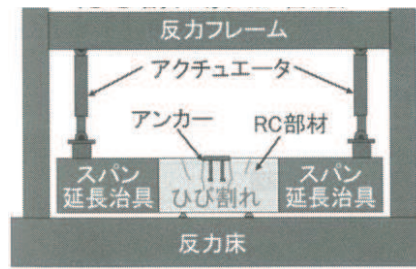 反力フレーム
アクチュエータ
アンカー
RC部材
スパン
延長治具
ひび割れ
スパン
延長治具
反力床